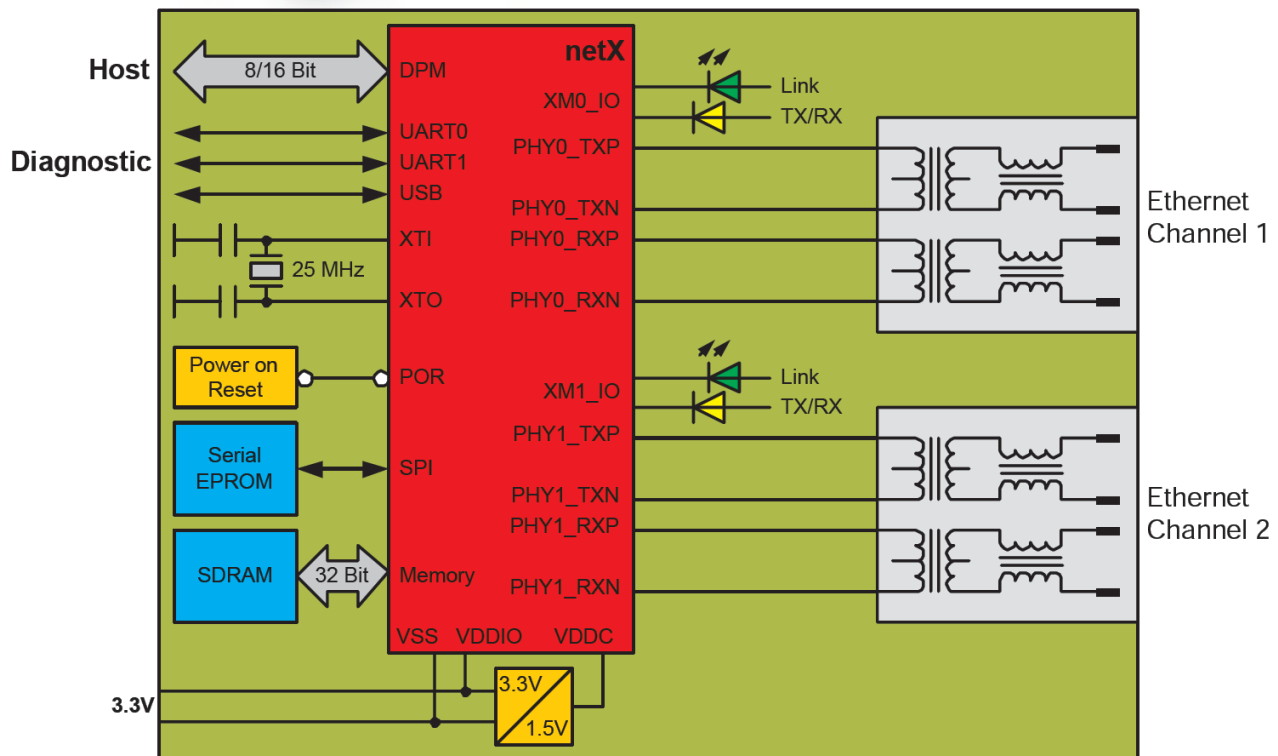 netX
Host
8/16 Bit
DPM
Link
XM0_IO
TX/RX
UART0
PHY0_TXP
Diagnostic
UART1
USB
PHY0_TXN
Ethernet
Channel 1
XTI
PHY0_RXP
25 MHz
XTO
PHY0_RXN
Power on
Reset
POR
Link
XM1_IO
TX/RX
PHY1_TXP
Serial
EPROM
SPI
PHY1_TXN
Ethernet
Channel 2
PHY1_RXP
SDRAM
32 Bit
Memory
PHY1_RXN
VSS
VDDIO
VDDC
3.3V
3.3V
1.5V